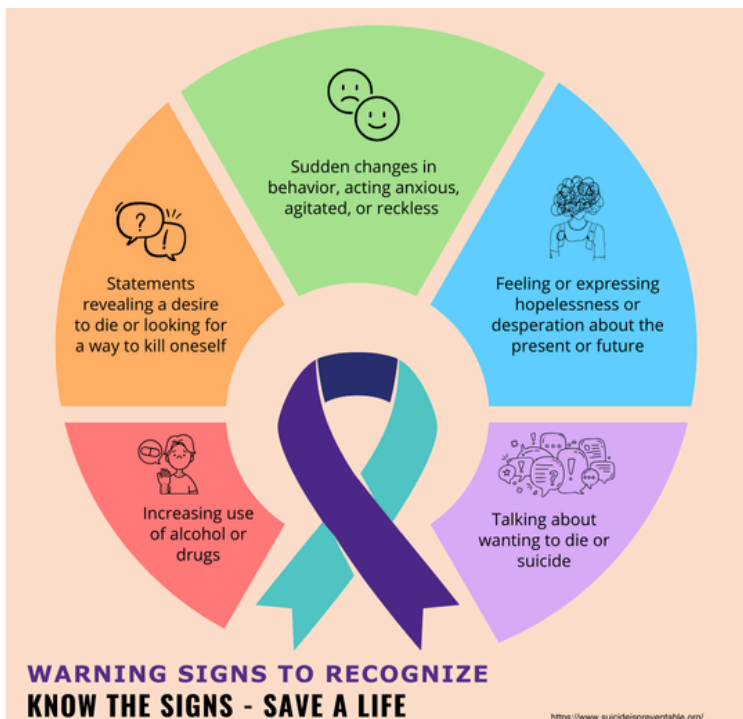 Sudden changes in
behavior, acting anxious,
agitated, or reckless
?
!
Statements
revealing a desire
to die or looking for
a way to kill oneself
Feeling or expressing
hopelessness or
desperation about the
present or future
Increasing use
of alcohol or
drugs
Talking about
wanting to die or
suicide
WARNING SIGNS TO RECOGNIZE
KNOW THE SIGNS - SAVE A LIFE
https://www.suicideispreventable.org/